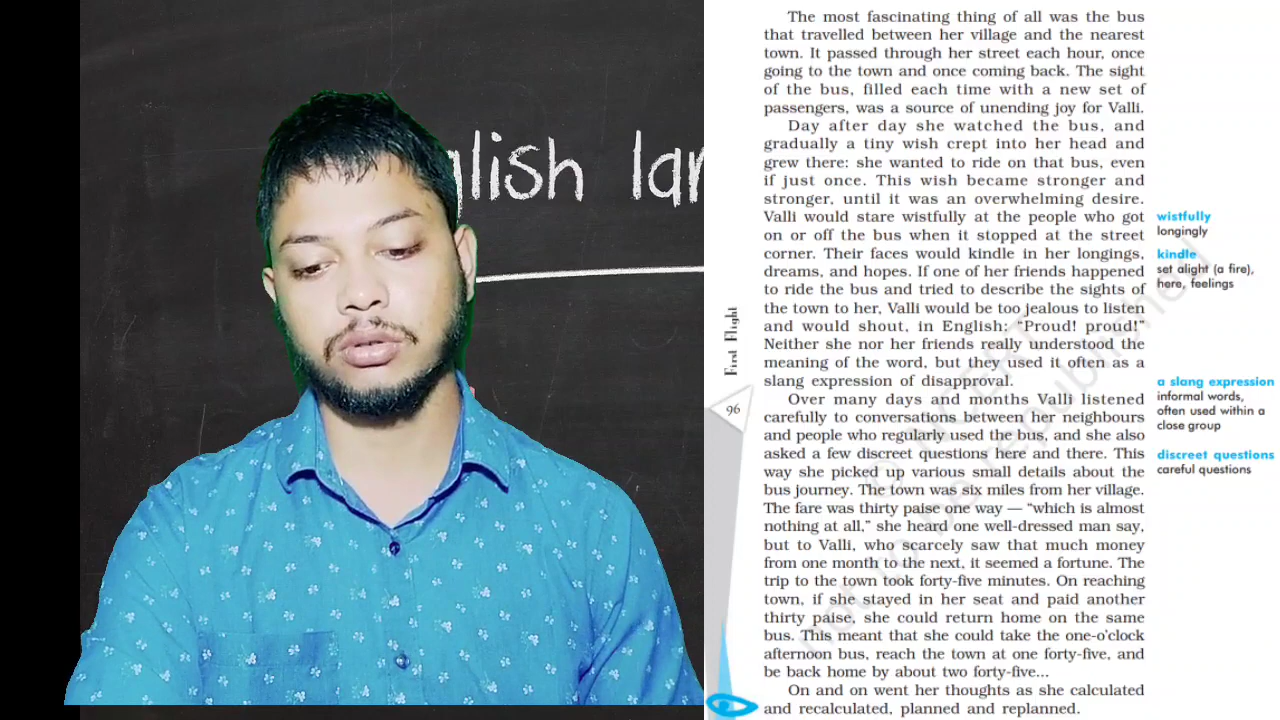 glish lan
The most fascinating thing of all was the bus
that travelled between her village and the nearest
town. It passed through her street each hour, once
going to the town and once coming back. The sight
of the bus, filled each time with a new set of
passengers, was a source of unending joy for Valli.
Day after day she watched the bus, and
gradually a tiny wish crept into her head and
grew there: she wanted to ride on that bus, even
if just once. This wish became stronger and
stronger, until it was an overwhelming desire.
Valli would stare wistfully at the people who got
on or off the bus when it stopped at the street
corner. Their faces would kindle in her longings,
dreams, and hopes. If one of her friends happened
to ride the bus and tried to describe the sights of
the town to her, Valli would be too jealous to listen
and would shout, in English: “Proud! proud!”
Neither she nor her friends really understood the
meaning of the word, but they used it often as a
slang expression of disapproval.
Over many days and months Valli listened
carefully to conversations between her neighbours
and people who regularly used the bus, and she also
asked a few discreet questions here and there. This
way she picked up various small details about the
bus journey. The town was six miles from her village.
The fare was thirty paise one way — “which is almost
nothing at all,” she heard one well-dressed man say,
but to Valli, who scarcely saw that much money
from one month to the next, it seemed a fortune. The
trip to the town took forty-five minutes. On reaching
town, if she stayed in her seat and paid another
thirty paise, she could return home on the same
bus. This meant that she could take the one-o’clock
afternoon bus, reach the town at one forty-five, and
be back home by about two forty-five...
On and on went her thoughts as she calculated
and recalculated, planned and replanned.
wistfully
longingly
kindle
set alight (a fire),
here, feelings
a slang expression
informal words,
often used within a
close group
discreet questions
careful questions
First Flight
96
not to be republished